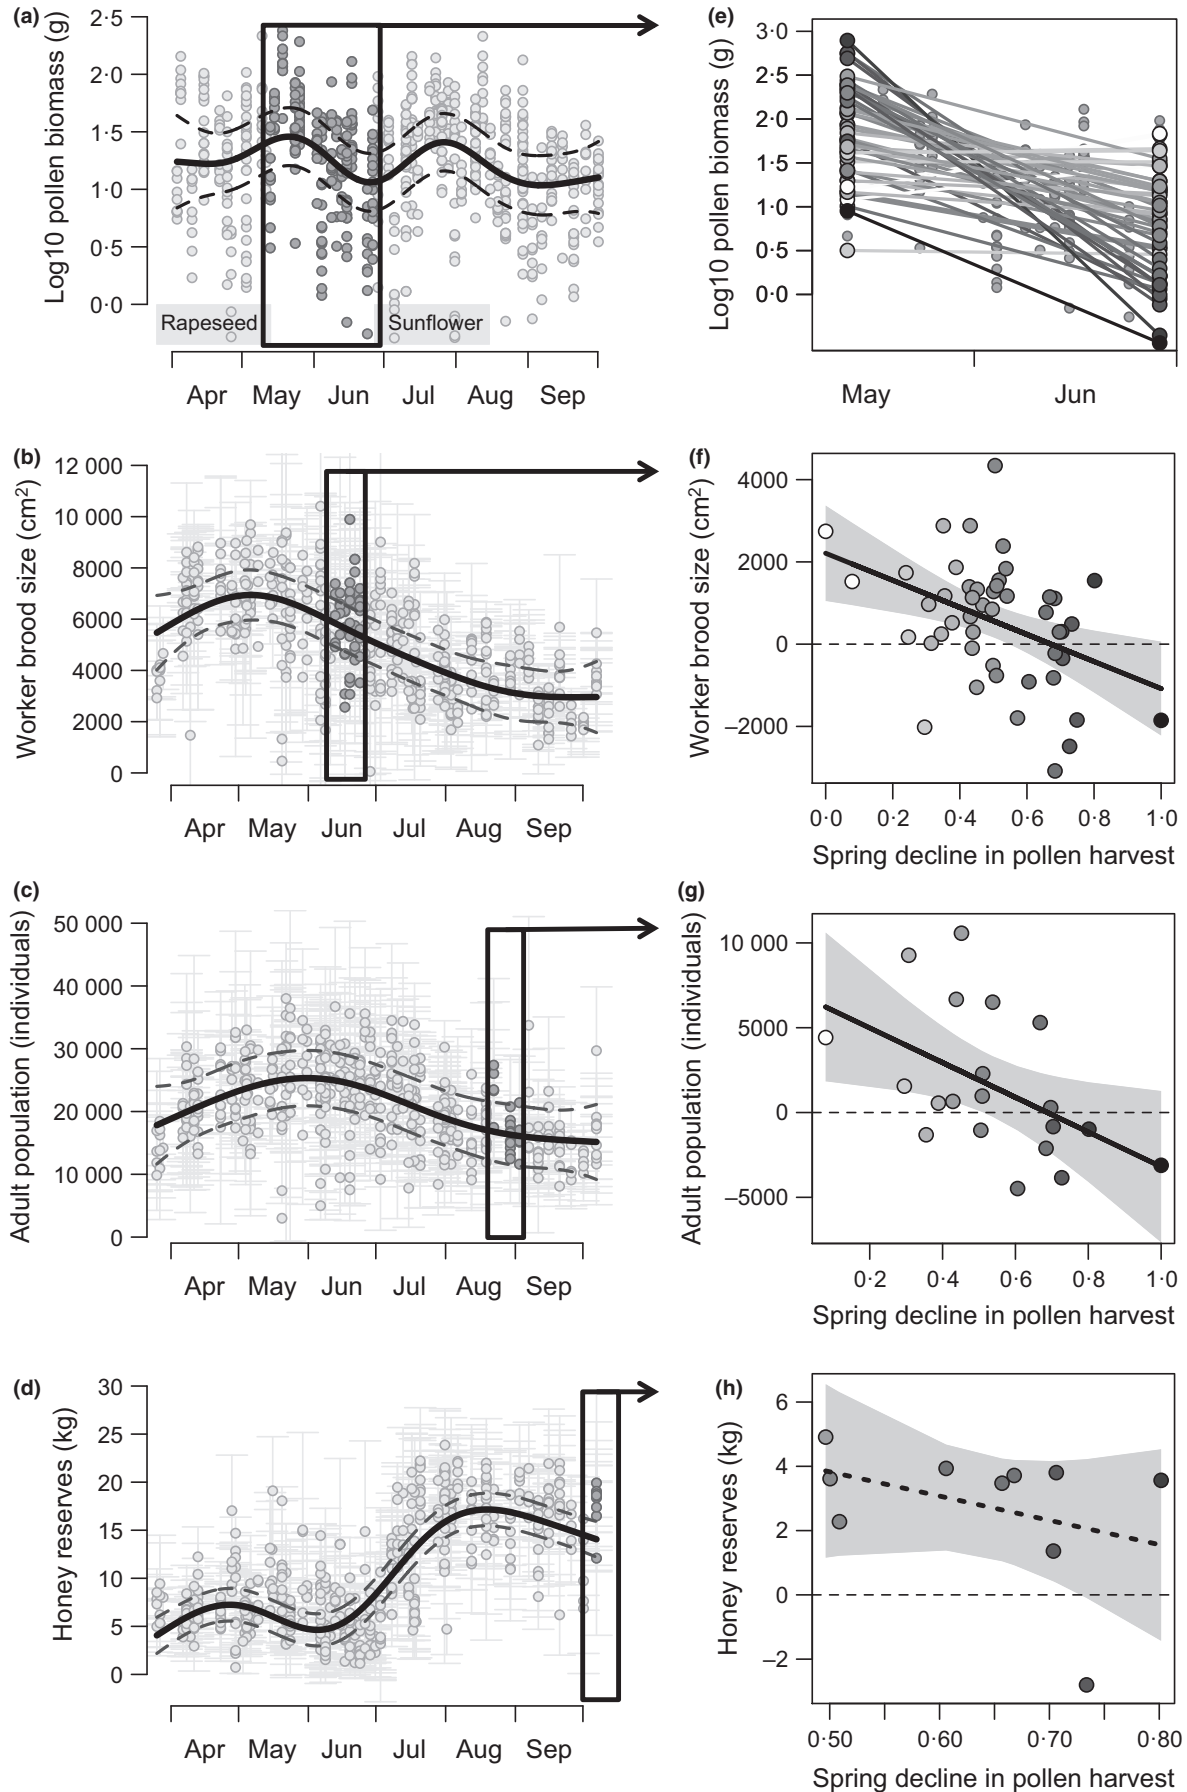 (a)
Log10 pollen biomass (g)
2·5
2·0
1·5
1·0
0·5
0·0
Rapeseed
Sunflower
Apr May Jun Jul Aug Sep
(e)
Log10 pollen biomass (g)
3·0
2·5
2·0
1·5
1·0
0·5
0·0
May Jun
(b)
Worker brood size (cm²)
12 000
10 000
8000
6000
4000
2000
0
Apr May Jun Jul Aug Sep
(f)
Worker brood size (cm²)
4000
2000
0
–2000
0·0 0·2 0·4 0·6 0·8 1·0
Spring decline in pollen harvest
(c)
Adult population (individuals)
50 000
40 000
30 000
20 000
10 000
0
Apr May Jun Jul Aug Sep
(g)
Adult population (individuals)
10 000
5000
0
–5000
0·2 0·4 0·6 0·8 1·0
Spring decline in pollen harvest
(d)
Honey reserves (kg)
30
25
20
15
10
5
0
Apr May Jun Jul Aug Sep
(h)
Honey reserves (kg)
6
4
2
0
–2
0·50 0·60 0·70 0·80
Spring decline in pollen harvest